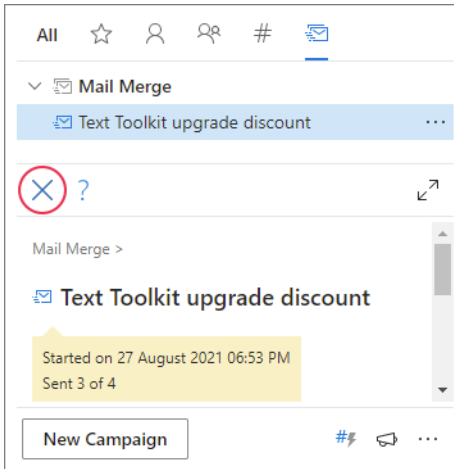 All
Mail Merge
Text Toolkit upgrade discount
?
Mail Merge >
Text Toolkit upgrade discount
Started on 27 August 2021 06:53 PM
Sent 3 of 4
New Campaign